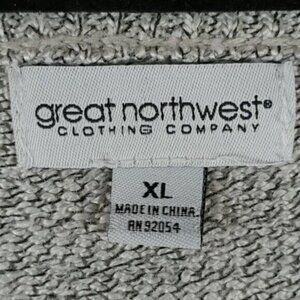 great northwest®
CLOTHING COMPANY
XL
MADE IN CHINA
RN 92054